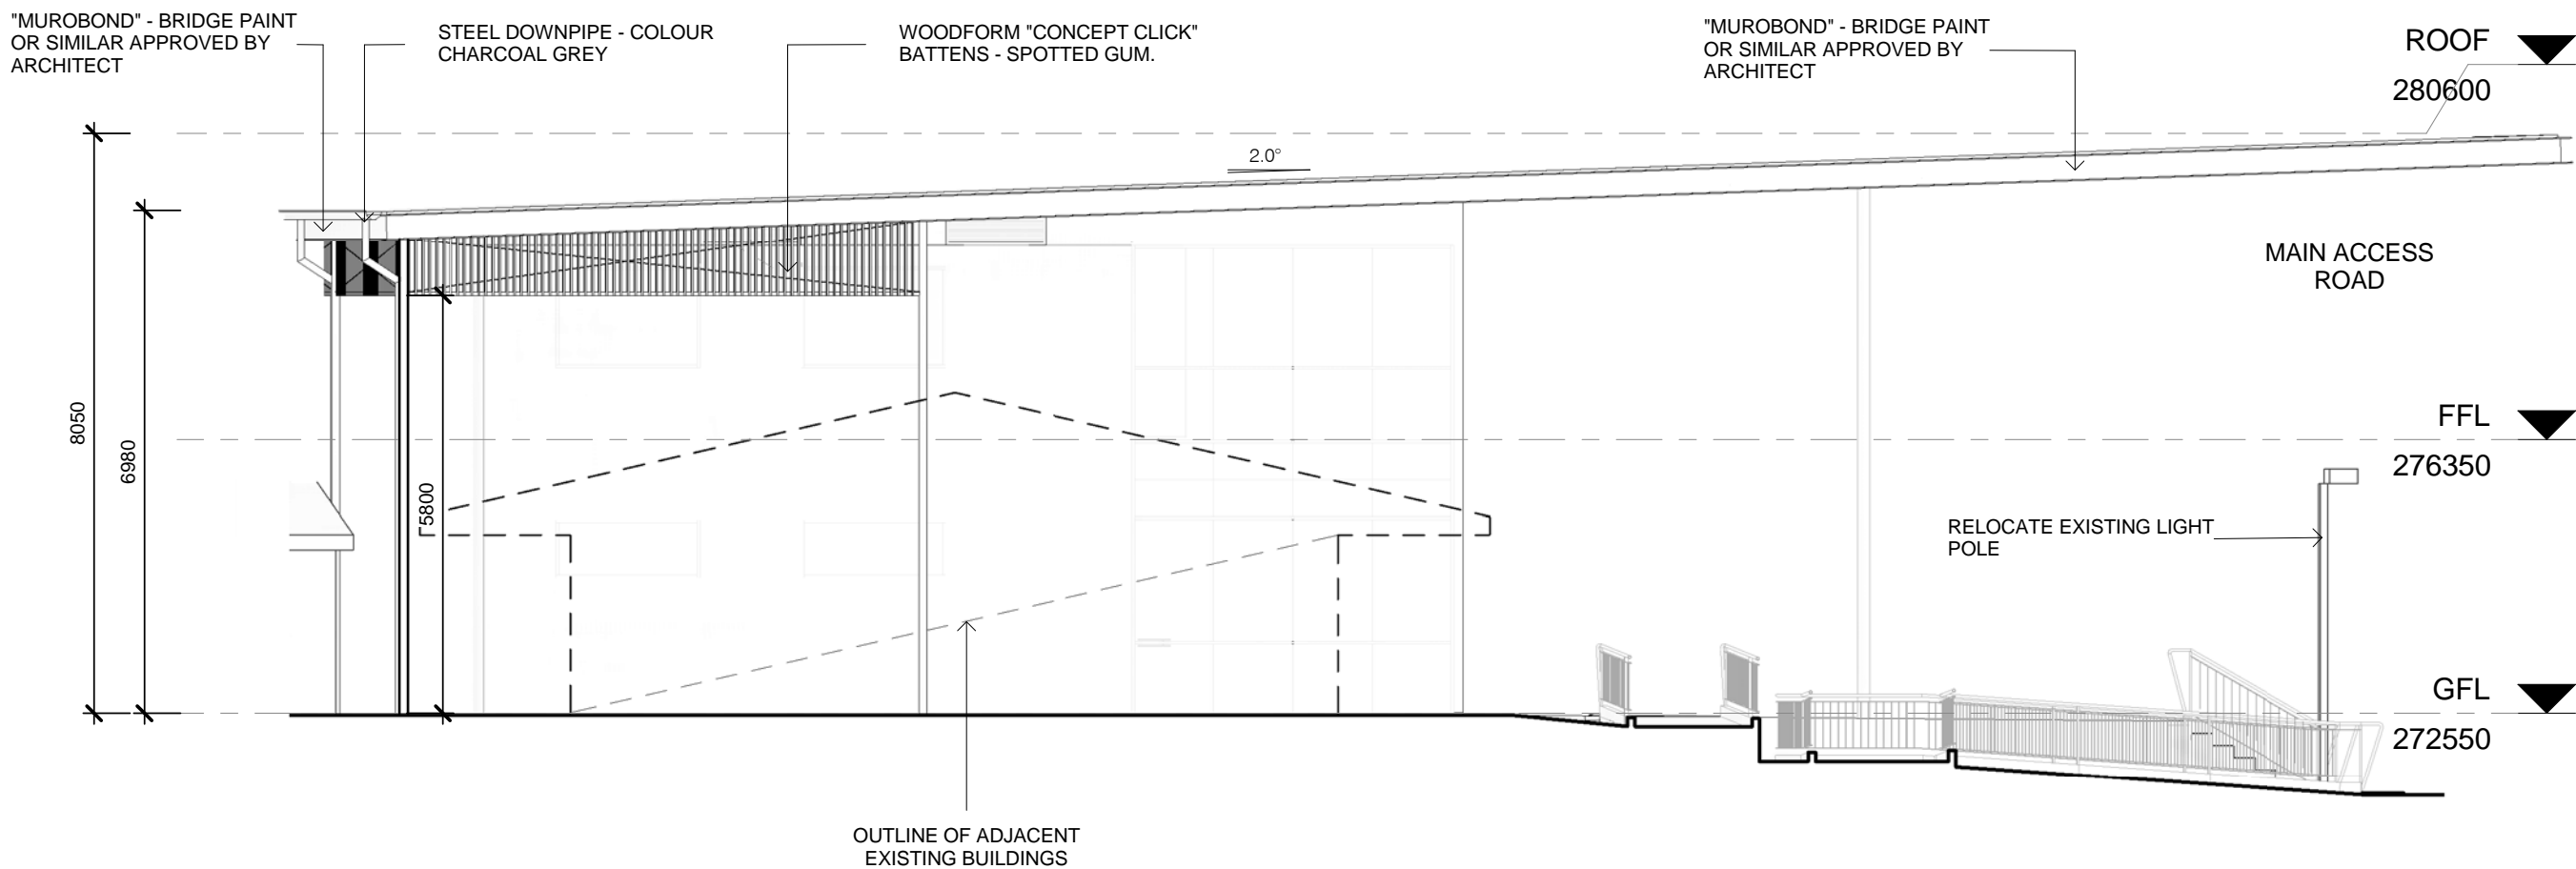 "MUROBOND" - BRIDGE PAINT
OR SIMILAR APPROVED BY
ARCHITECT
STEEL DOWNPIPE - COLOUR
CHARCOAL GREY
WOODFORM "CONCEPT CLICK"
BATTENS - SPOTTED GUM.
"MUROBOND" - BRIDGE PAINT
OR SIMILAR APPROVED BY
ARCHITECT
ROOF
280600
2.0°
MAIN ACCESS
ROAD
8050
6980
5800
FFL
276350
RELOCATE EXISTING LIGHT
POLE
GFL
272550
OUTLINE OF ADJACENT
EXISTING BUILDINGS